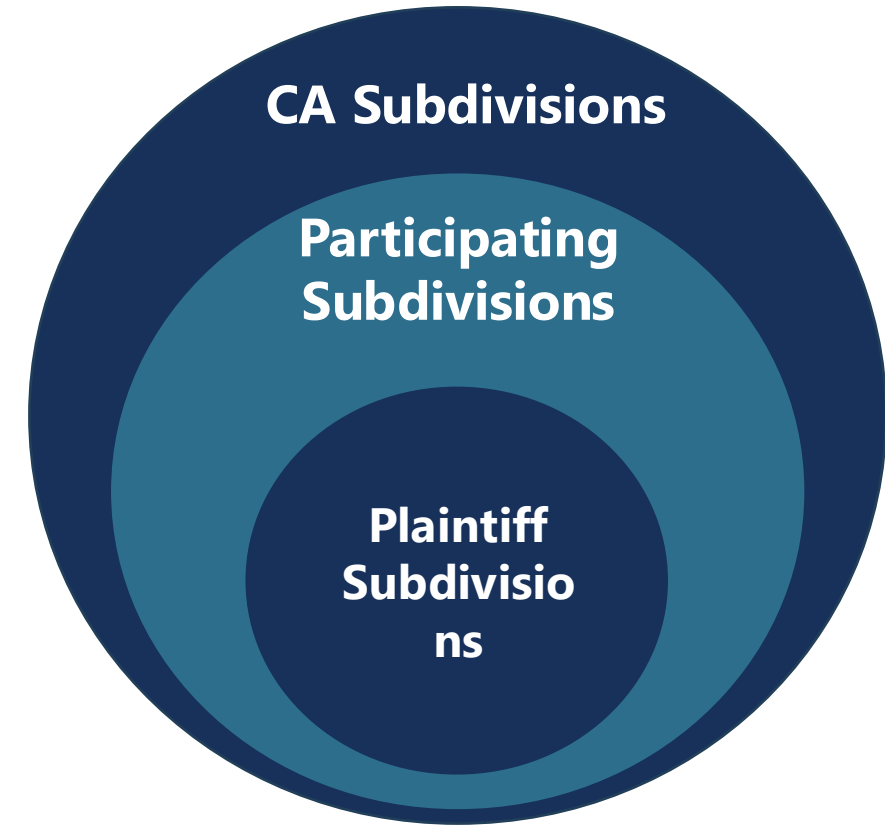 CA Subdivisions
Participating
Subdivisions
Plaintiff
Subdivisio
ns